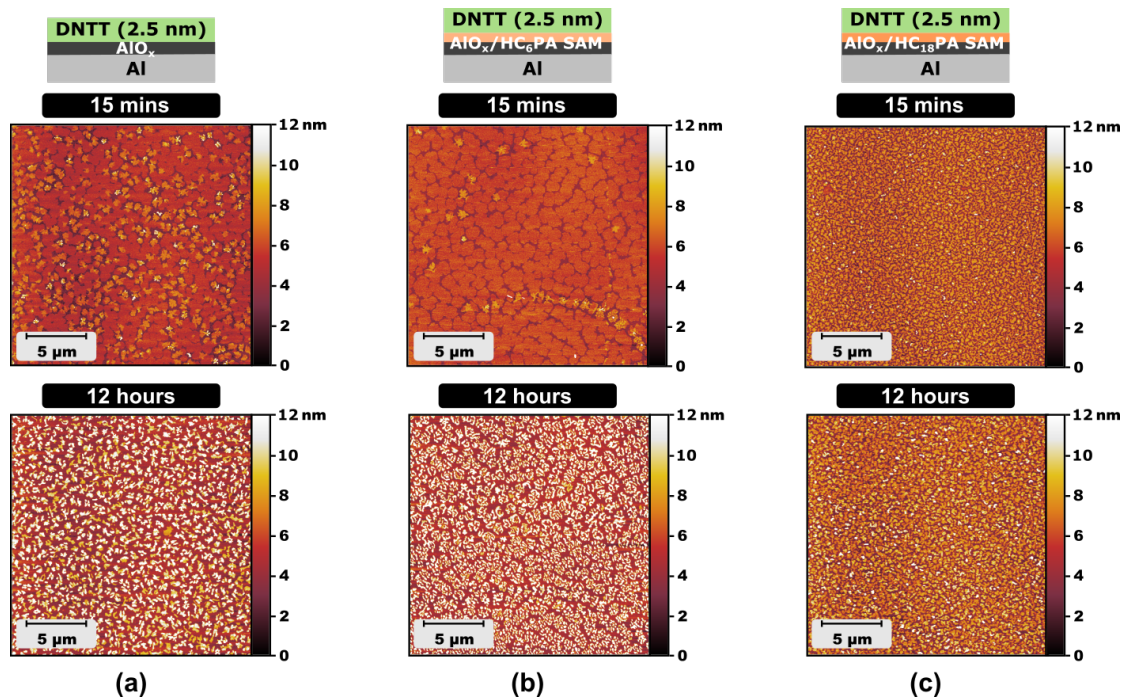 DNTT (2.5 nm)
AlOₓ
Al
DNTT (2.5 nm)
AlOₓ/HC₆PA SAM
Al
DNTT (2.5 nm)
AlOₓ/HC₁₈PA SAM
Al
15 mins
15 mins
15 mins
12 nm
10
8
6
4
2
0
5 µm
12 nm
10
8
6
4
2
0
5 µm
12 nm
10
8
6
4
2
0
5 µm
12 hours
12 hours
12 hours
12 nm
10
8
6
4
2
0
5 µm
12 nm
10
8
6
4
2
0
5 µm
12 nm
10
8
6
4
2
0
5 µm
(a)
(b)
(c)